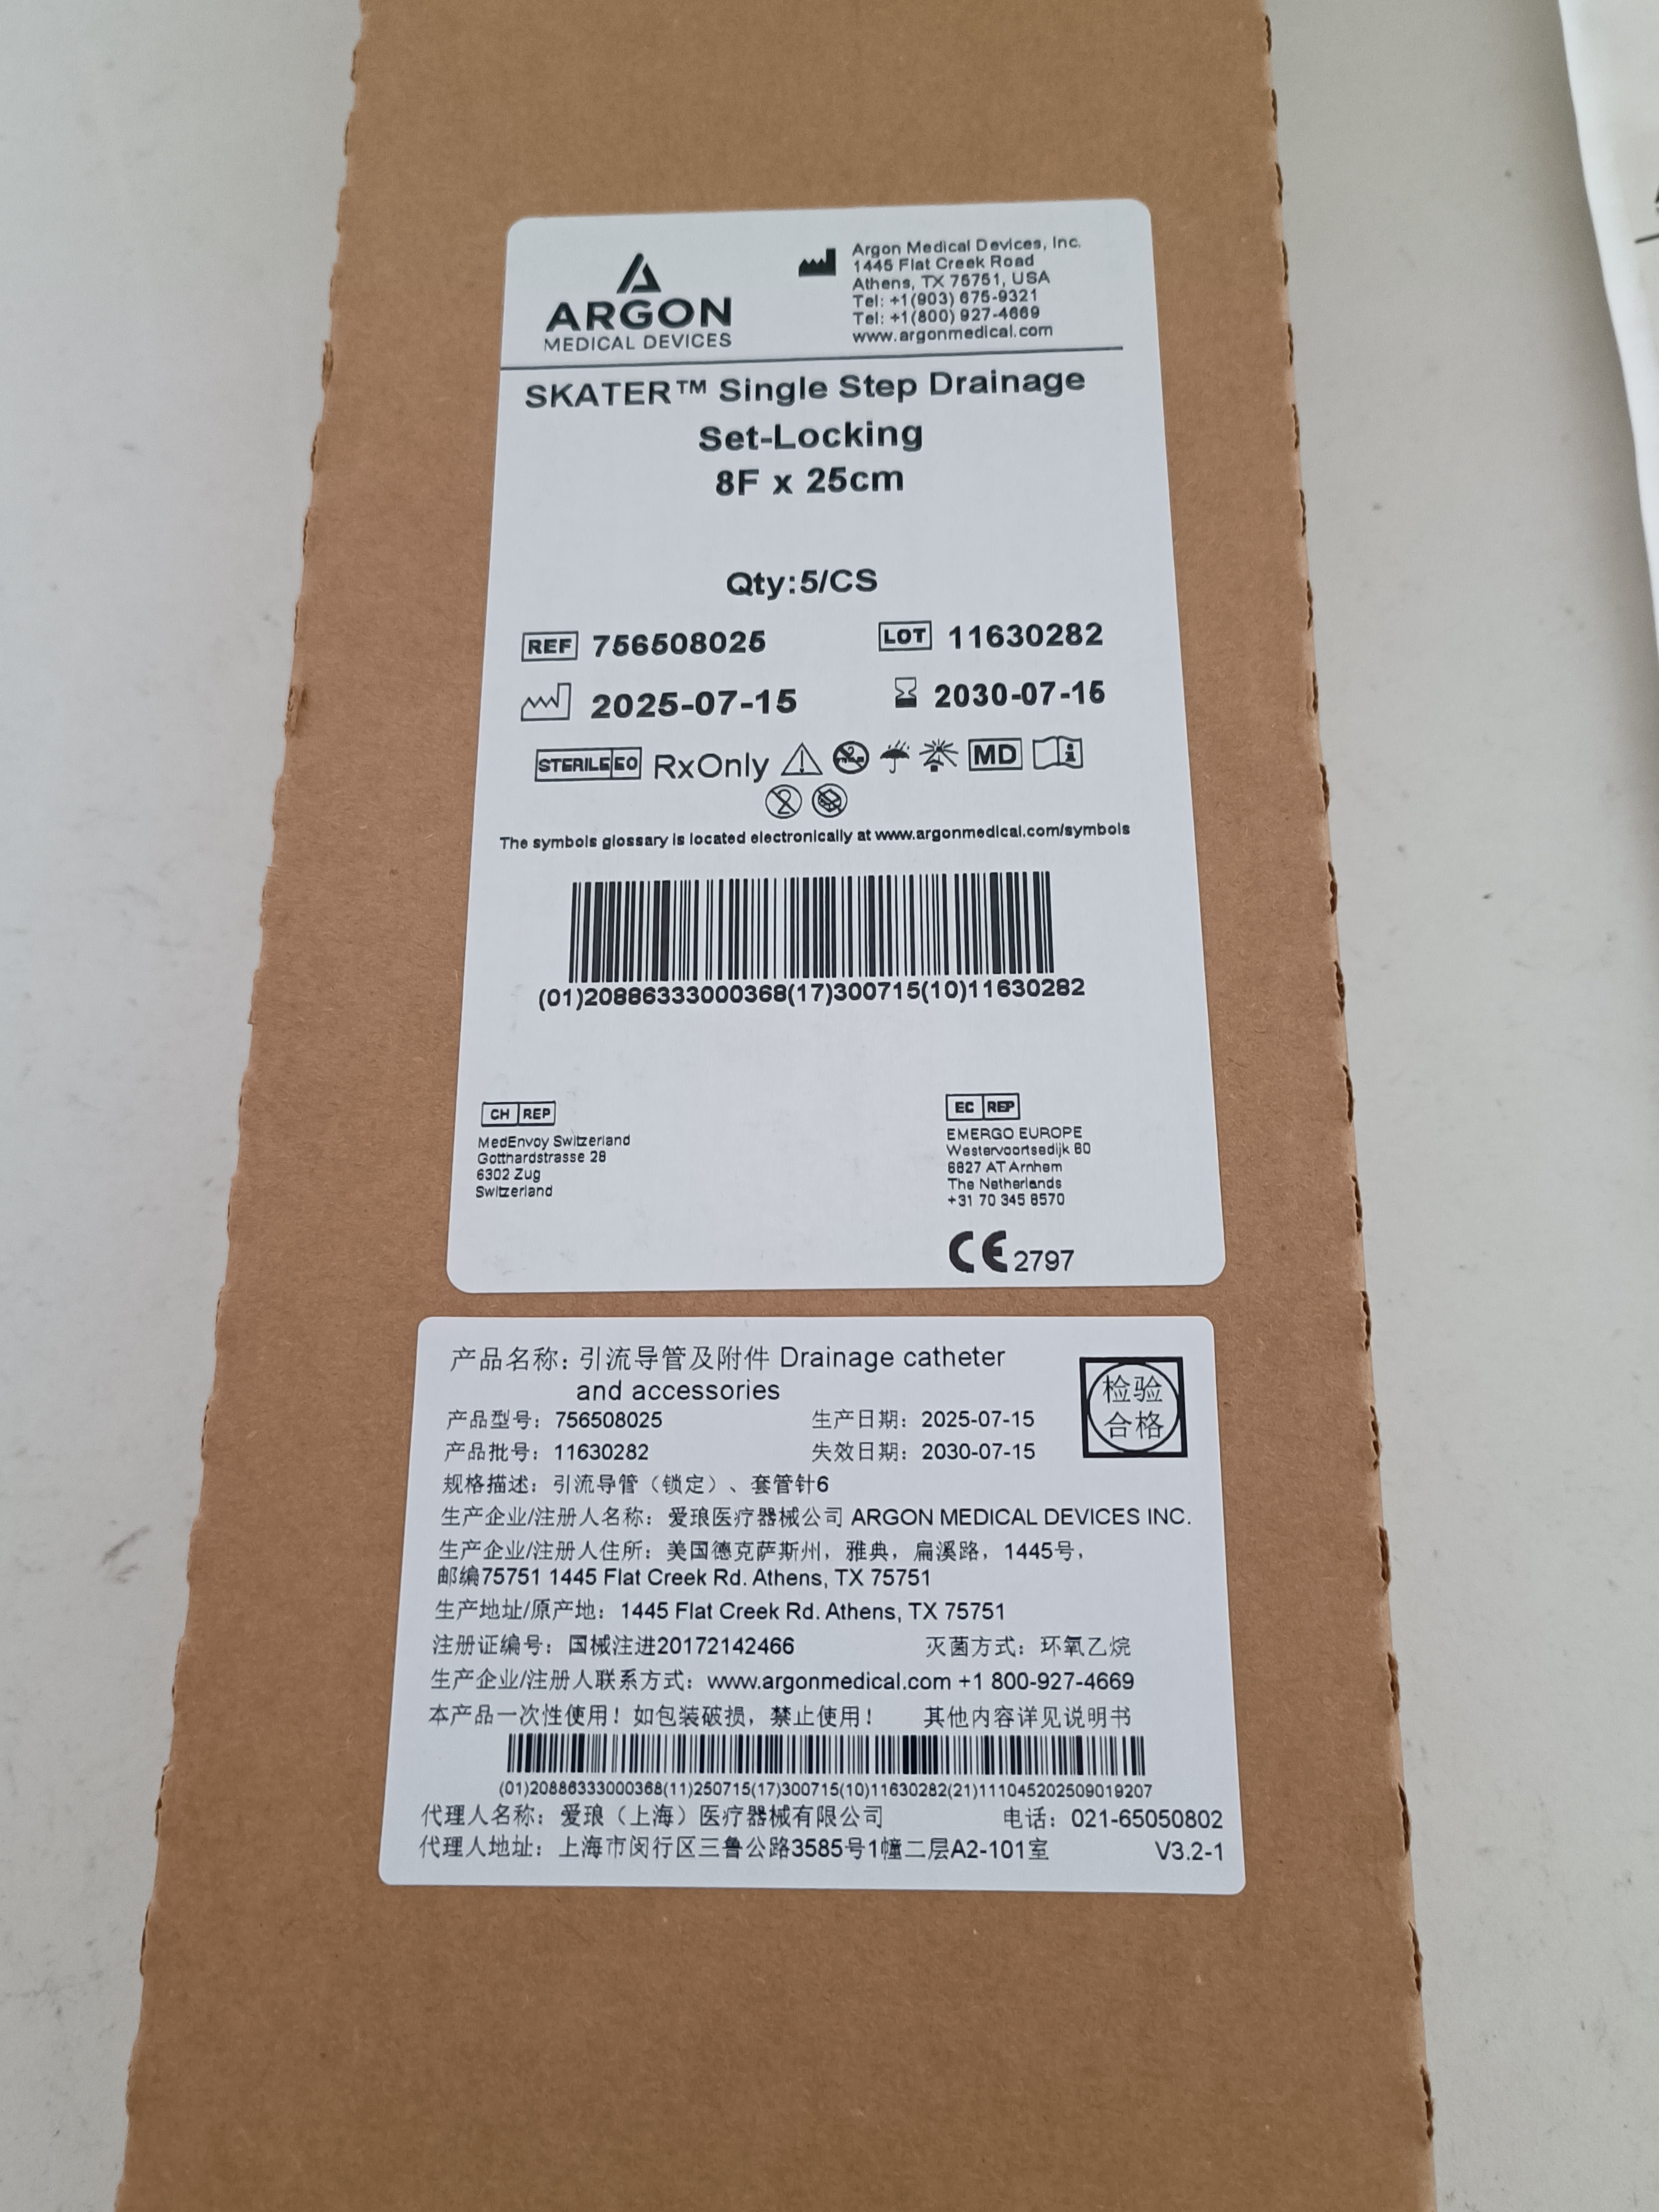 ARGON
MEDICAL DEVICES
Argon Medical Devices, Inc.
1445 Flat Creek Road
Athens, TX 75751, USA
Tel: +1(903) 675-9321
Tel: +1(800) 927-4669
www.argonmedical.com
SKATER™ Single Step Drainage
Set-Locking
8F x 25cm
Qty:5/CS
REF 756508025
LOT 11630282
2025-07-15
2030-07-15
STERILE EO RxOnly MD
The symbols glossary is located electronically at www.argonmedical.com/symbols
(01)20886333000368(17)300715(10)11630282
CH REP
MedEnvoy Switzerland
Gotthardstrasse 28
6302 Zug
Switzerland
EC REP
EMERGO EUROPE
Westervoortsedijk 60
6827 AT Arnhem
The Netherlands
+31 70 345 8570
CE 2797
产品名称：引流导管及附件 Drainage catheter
and accessories
检验
合格
产品型号：756508025 生产日期：2025-07-15
产品批号：11630282 失效日期：2030-07-15
规格描述：引流导管（锁定）、套管针6
生产企业/注册人名称：爱琅医疗器械公司 ARGON MEDICAL DEVICES INC.
生产企业/注册人住所：美国德克萨斯州，雅典，扁溪路，1445号，
邮编75751 1445 Flat Creek Rd. Athens, TX 75751
生产地址/原产地：1445 Flat Creek Rd. Athens, TX 75751
注册证编号：国械注进20172142466 灭菌方式：环氧乙烷
生产企业/注册人联系方式：www.argonmedical.com +1 800-927-4669
本产品一次性使用！如包装破损，禁止使用！ 其他内容详见说明书
(01)20886333000368(11)250715(17)300715(10)11630282(21)111045202509019207
代理人名称：爱琅（上海）医疗器械有限公司 电话：021-65050802
代理人地址：上海市闵行区三鲁公路3585号1幢二层A2-101室 V3.2-1